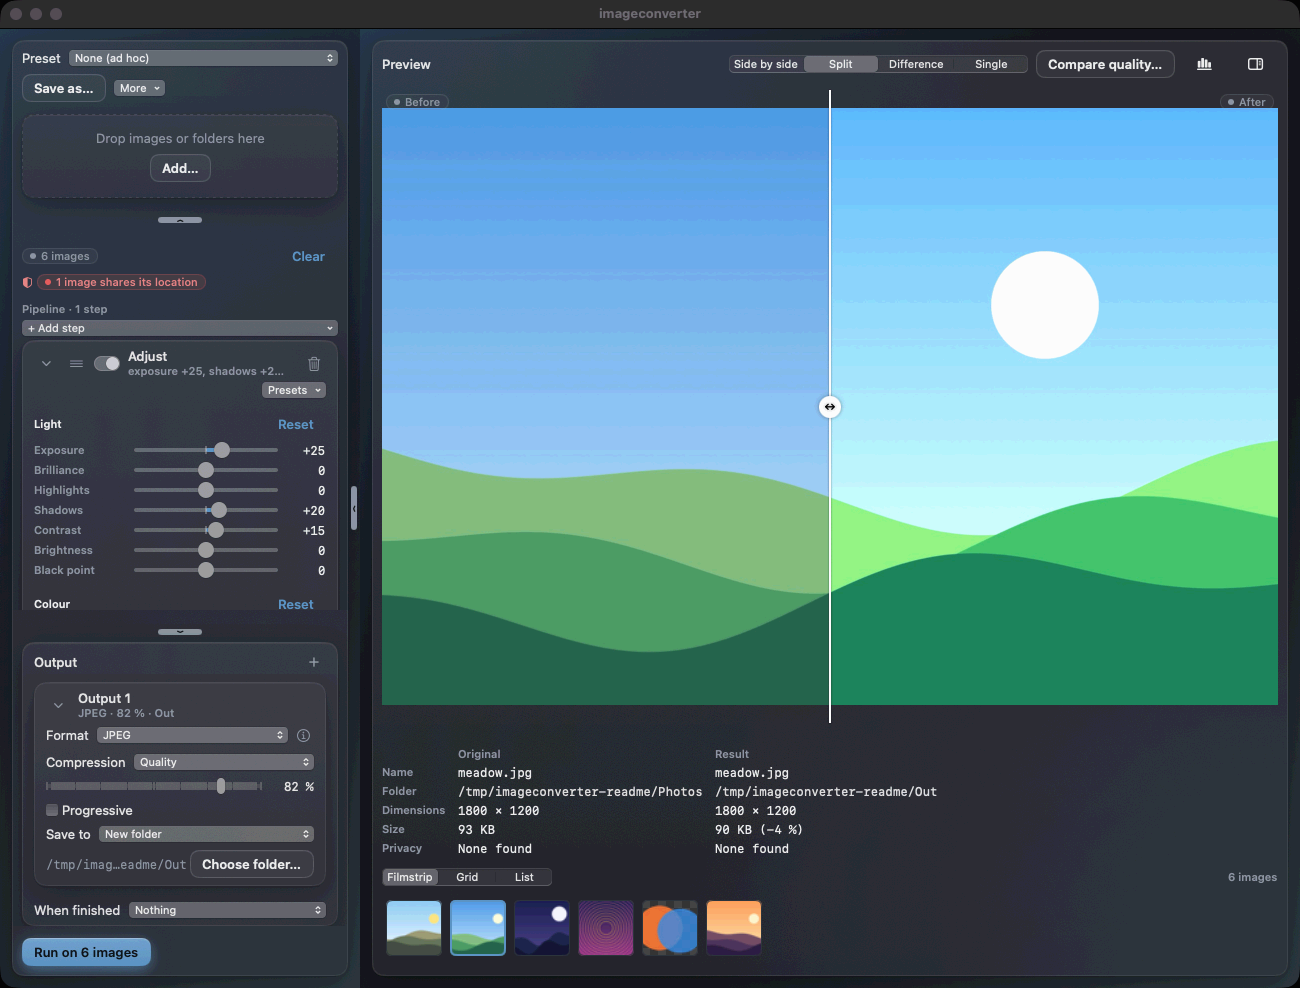 imageconverter
Preset None (ad hoc)
Save as... More
Drop images or folders here
Add...
6 images Clear
1 image shares its location
Pipeline · 1 step
+ Add step
Adjust
exposure +25, shadows +2...
Presets
Light Reset
Exposure +25
Brilliance 0
Highlights 0
Shadows +20
Contrast +15
Brightness 0
Black point 0
Colour Reset
Output
Output 1
JPEG · 82 % · Out
Format JPEG
Compression Quality
82 %
Progressive
Save to New folder
/tmp/imag…eadme/Out Choose folder...
When finished Nothing
Run on 6 images
Preview Side by side Split Difference Single Compare quality...
Before After
Original Result
Name meadow.jpg meadow.jpg
Folder /tmp/imageconverter-readme/Photos /tmp/imageconverter-readme/Out
Dimensions 1800 × 1200 1800 × 1200
Size 93 KB 90 KB (−4 %)
Privacy None found None found
Filmstrip Grid List 6 images